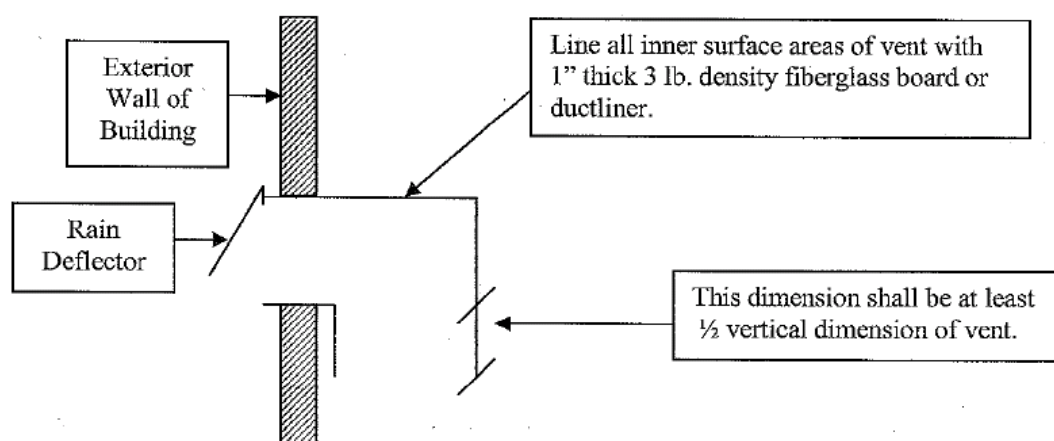 Exterior
Wall of
Building
Line all inner surface areas of vent with
1” thick 3 lb. density fiberglass board or
ductliner.
Rain
Deflector
This dimension shall be at least
½ vertical dimension of vent.